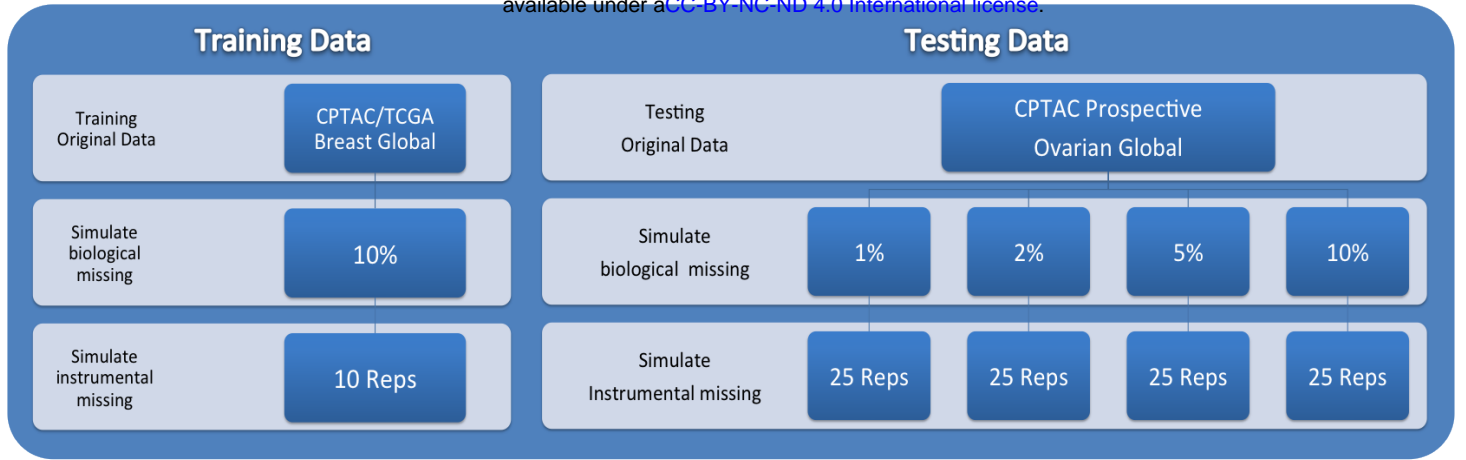 available under aCC-BY-NC-ND 4.0 International license.
Training Data
Training
Original Data
CPTAC/TCGA
Breast Global
Simulate
biological
missing
10%
Simulate
instrumental
missing
10 Reps
Testing Data
Testing
Original Data
CPTAC Prospective
Ovarian Global
Simulate
biological missing
1%
2%
5%
10%
Simulate
Instrumental missing
25 Reps
25 Reps
25 Reps
25 Reps